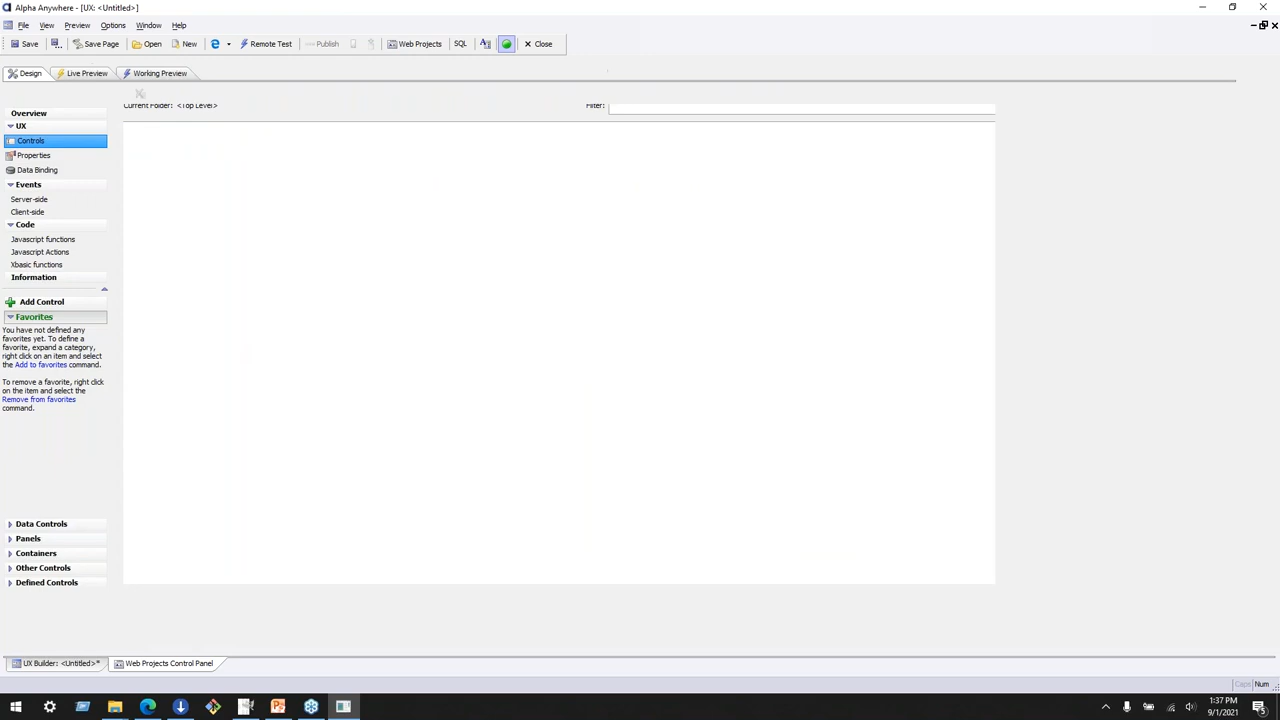 Alpha Anywhere - [UX: <Untitled>]
File View Preview Options Window Help
Save Save Page Open New Remote Test Publish Web Projects SQL Close
Design Live Preview Working Preview
Current Folder: <Top Level> Filter:
Overview
UX
Controls
Properties
Data Binding
Events
Server-side
Client-side
Code
Javascript functions
Javascript Actions
Xbasic functions
Information
Add Control
Favorites
You have not defined any
favorites yet. To define a
favorite, expand a category,
right click on an item and select
the Add to favorites command.
To remove a favorite, right click
on the item and select the
Remove from favorites
command.
Data Controls
Panels
Containers
Other Controls
Defined Controls
UX Builder: <Untitled>* Web Projects Control Panel
Caps Num
1:37 PM
9/1/2021